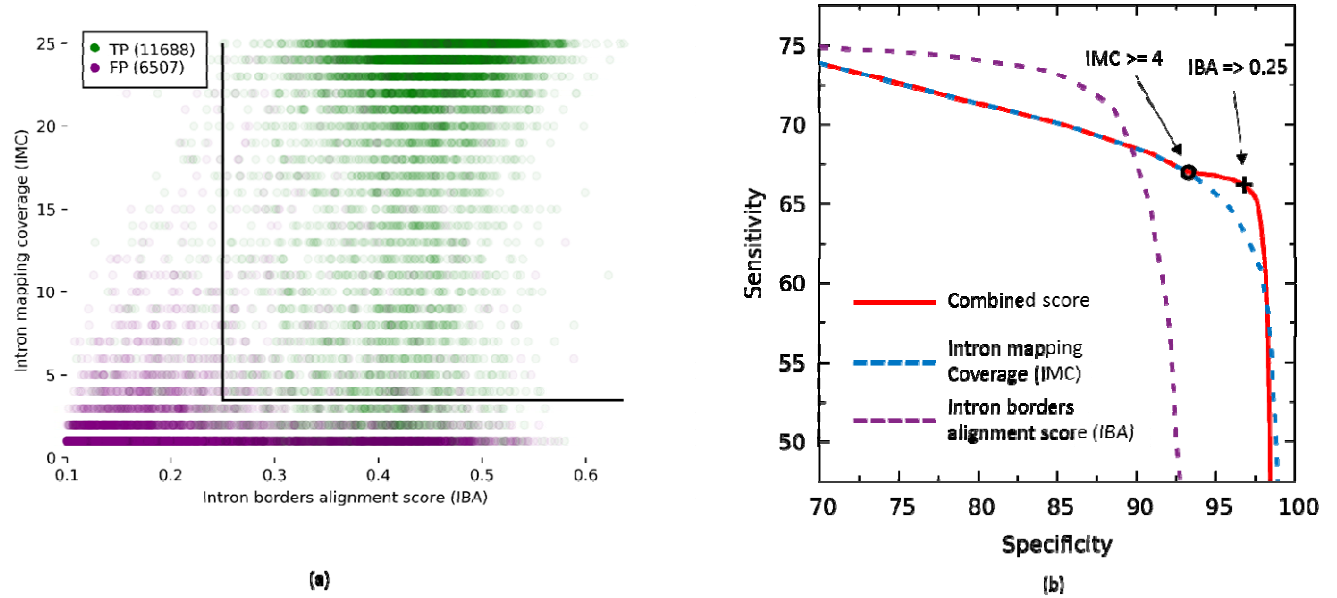 TP (11688)
FP (6507)
25
20
15
10
5
0
0.1 0.2 0.3 0.4 0.5 0.6
Intron mapping coverage (IMC)
Intron borders alignment score (IBA)
(a)
IMC >= 4
IBA => 0.25
75
70
65
60
55
50
Sensitivity
Combined score
Intron mapping
Coverage (IMC)
Intron borders
alignment score (IBA)
70 75 80 85 90 95 100
Specificity
(b)